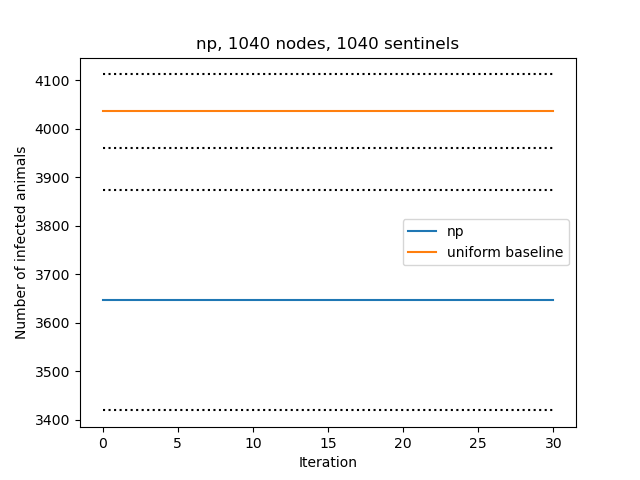 np, 1040 nodes, 1040 sentinels
4100
4000
3900
3800
3700
3600
3500
3400
Number of infected animals
np
uniform baseline
0 5 10 15 20 25 30
Iteration